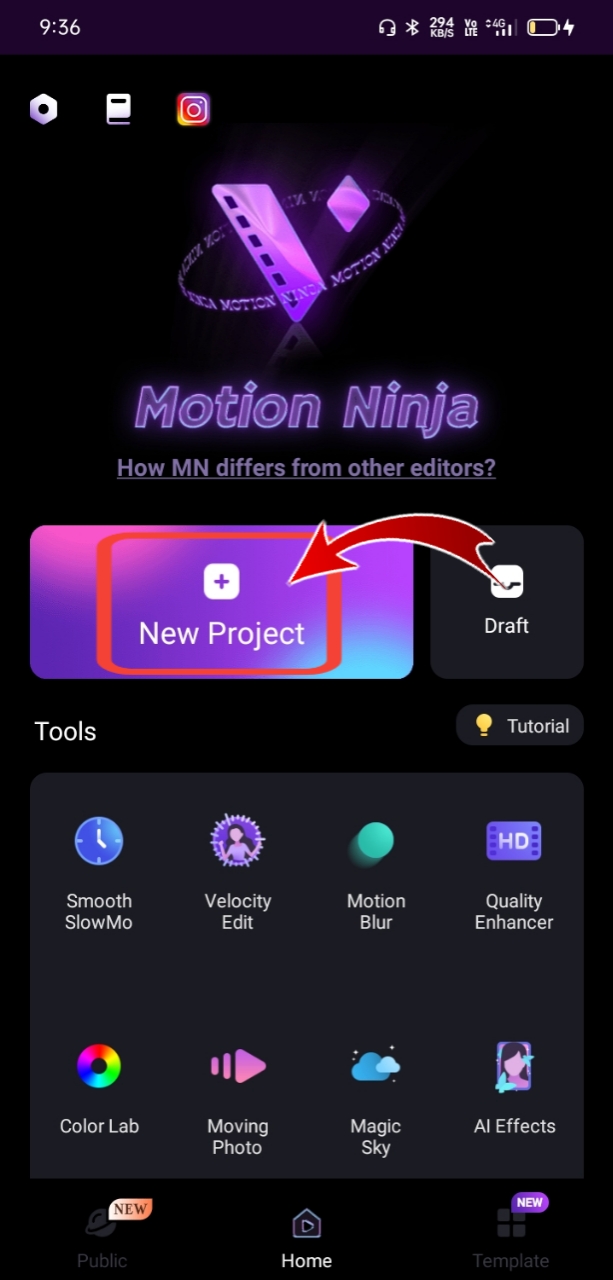 9:36
294
KB/S
Vo
LTE
4G
MOTION NINJA MOTION NINJA
Motion Ninja
How MN differs from other editors?
New Project
Draft
Tools
Tutorial
HD
Smooth
SlowMo
Velocity
Edit
Motion
Blur
Quality
Enhancer
Color Lab
Moving
Photo
Magic
Sky
AI Effects
NEW
NEW
Public
Home
Template